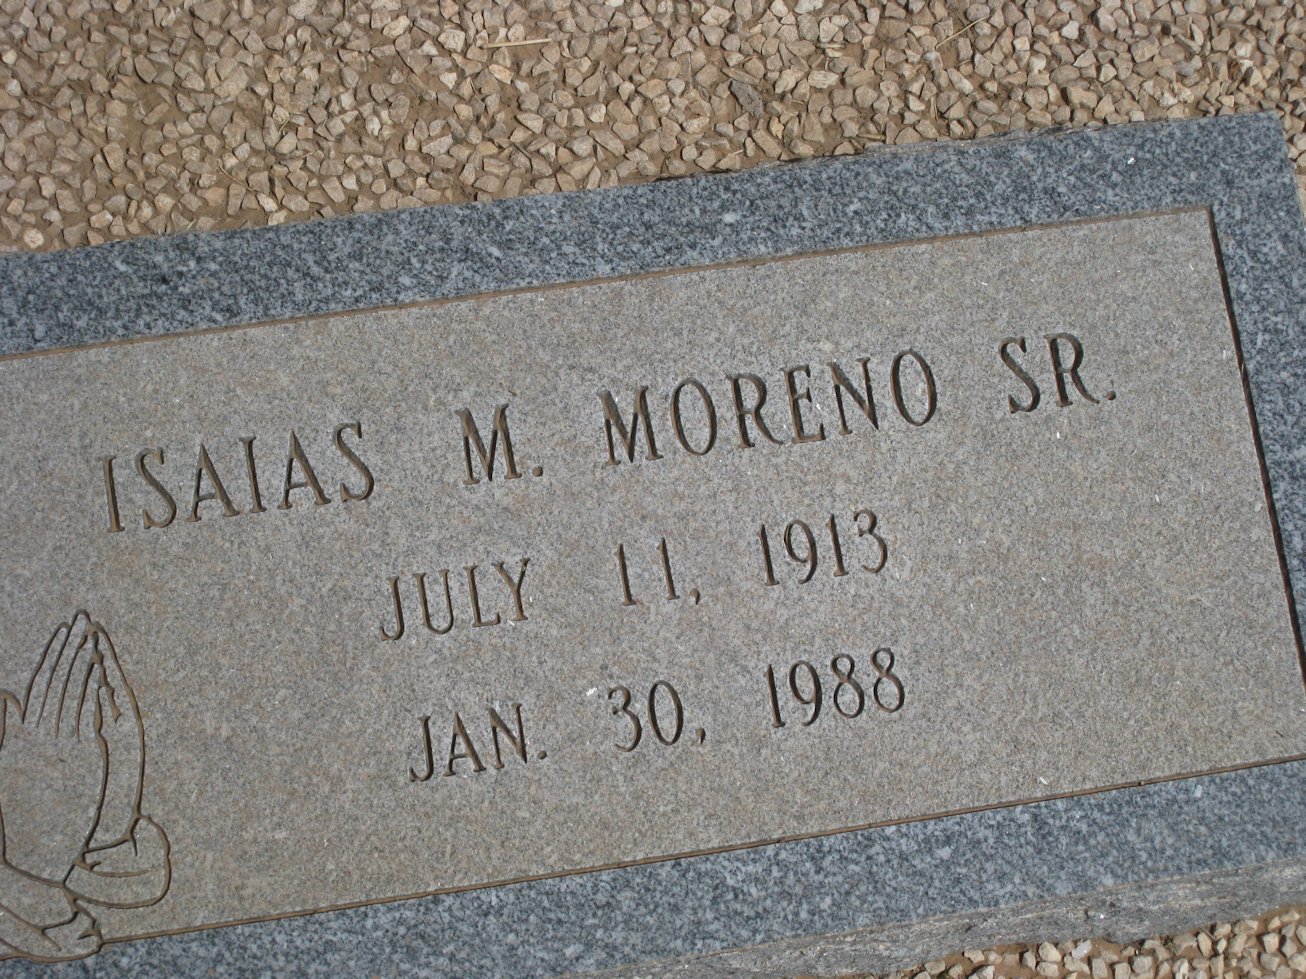 ISAIAS M. MORENO SR.
JULY 11, 1913
JAN. 30, 1988